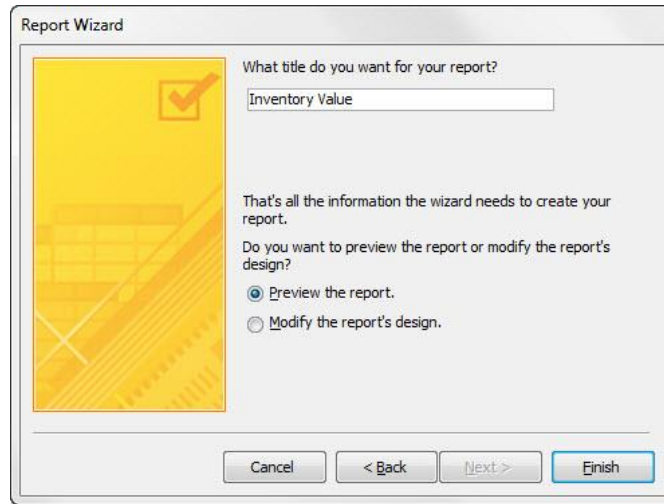 Report Wizard
What title do you want for your report?
Inventory Value
That's all the information the wizard needs to create your
report.
Do you want to preview the report or modify the report's
design?
Preview the report.
Modify the report's design.
Cancel
< Back
Next >
Finish